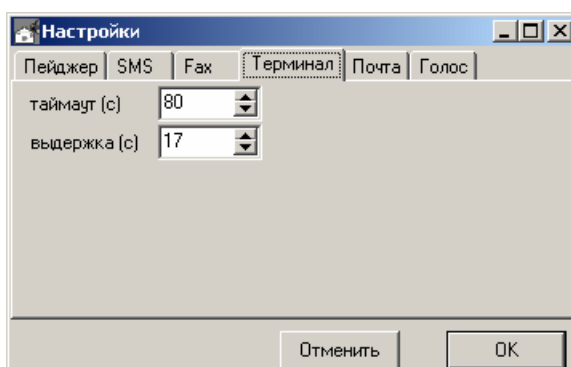 Настройки
Пейджер SMS Fax Терминал Почта Голос
таймаут (с) 80
выдержка (с) 17
Отменить OK